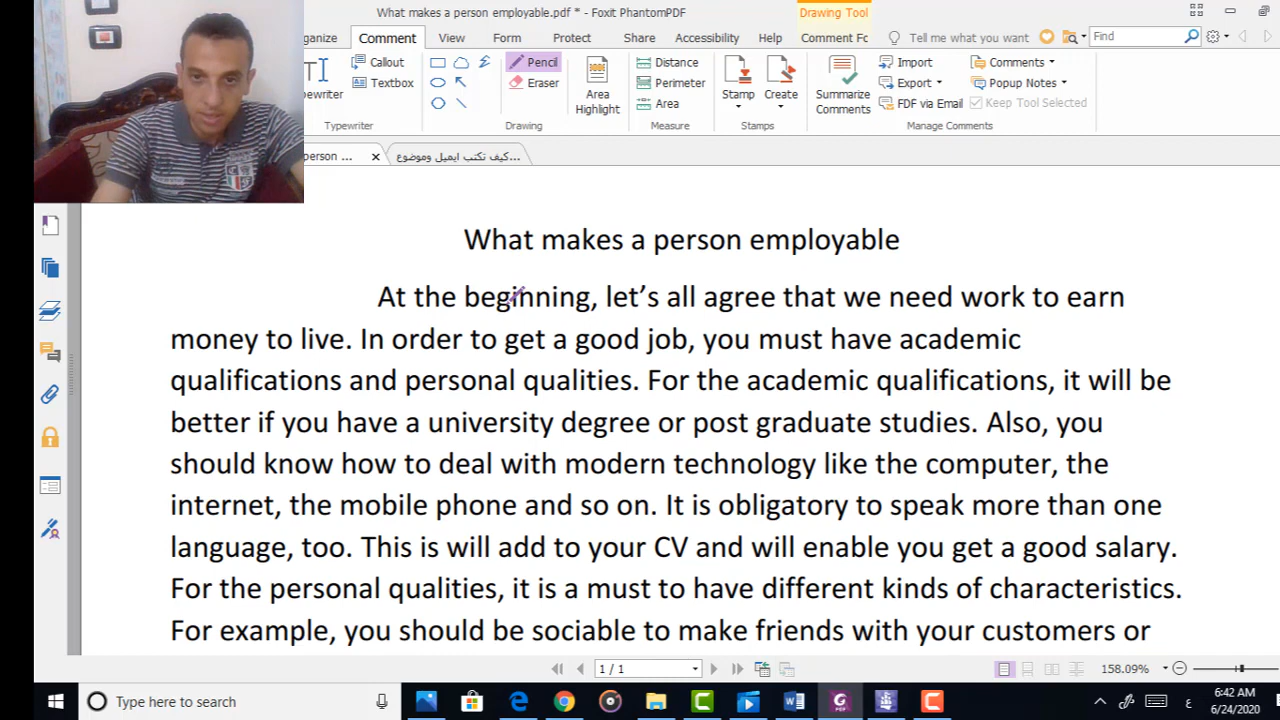 What makes a person employable.pdf * - Foxit PhantomPDF
Drawing Tool
rganize Comment View Form Protect Share Accessibility Help Comment Fc Tell me what you want Find
Callout
Textbox
ypewriter
Typewriter
Pencil
Eraser
Drawing
Area
Highlight
Distance
Perimeter
Area
Measure
Stamp
Create
Stamps
Summarize
Comments
Import
Export
FDF via Email
Comments
Popup Notes
Keep Tool Selected
Manage Comments
person ...
كيف تكتب ايميل وموضوع...
What makes a person employable
At the beginning, let’s all agree that we need work to earn
money to live. In order to get a good job, you must have academic
qualifications and personal qualities. For the academic qualifications, it will be
better if you have a university degree or post graduate studies. Also, you
should know how to deal with modern technology like the computer, the
internet, the mobile phone and so on. It is obligatory to speak more than one
language, too. This is will add to your CV and will enable you get a good salary.
For the personal qualities, it is a must to have different kinds of characteristics.
For example, you should be sociable to make friends with your customers or
1 / 1
158.09%
Type here to search
ع
6:42 AM
6/24/2020